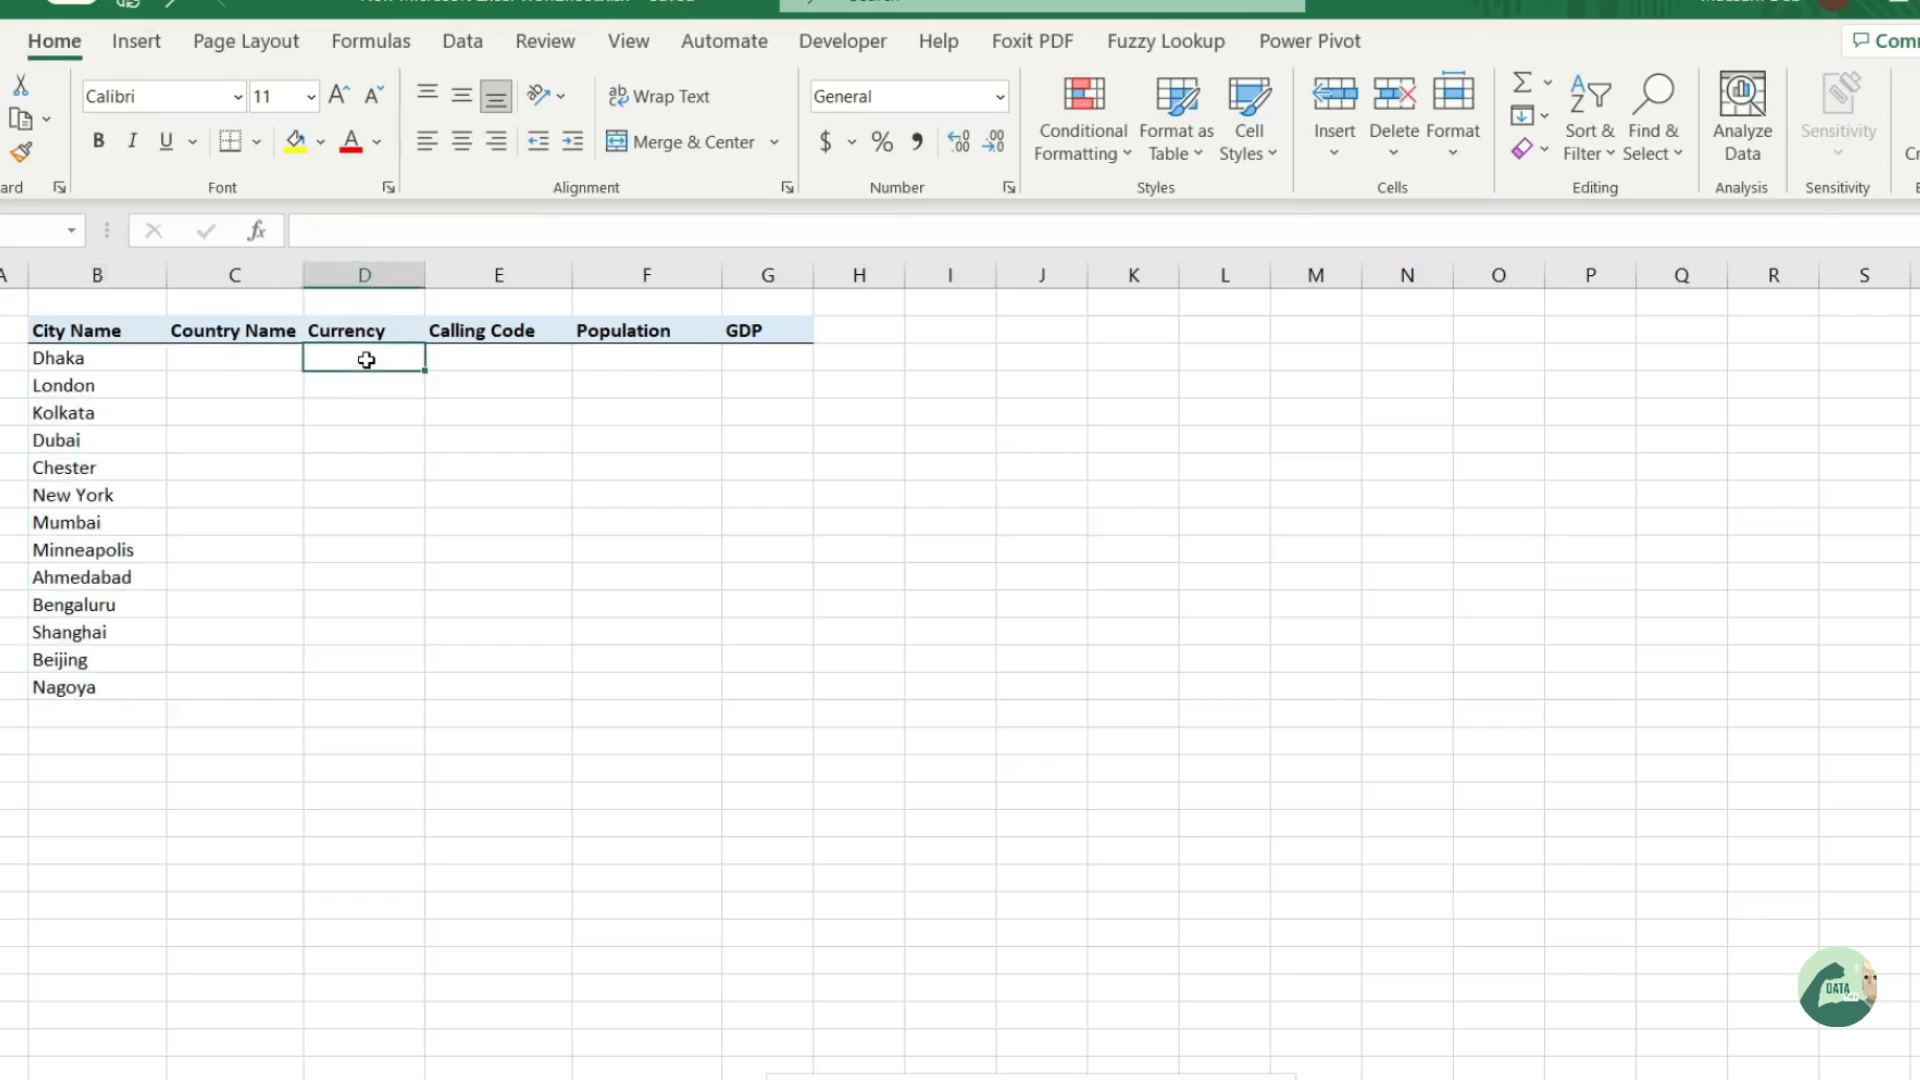 Home Insert Page Layout Formulas Data Review View Automate Developer Help Foxit PDF Fuzzy Lookup Power Pivot
Calibri 11 Wrap Text General
Conditional Formatting Format as Table Cell Styles Insert Delete Format Sort & Filter Find & Select Analyze Data Sensitivity
B I U Merge & Center $ %
Font Alignment Number Styles Cells Editing Analysis Sensitivity
fx
B C D E F G H I J K L M N O P Q R S
City Name Country Name Currency Calling Code Population GDP
Dhaka
London
Kolkata
Dubai
Chester
New York
Mumbai
Minneapolis
Ahmedabad
Bengaluru
Shanghai
Beijing
Nagoya
DATA